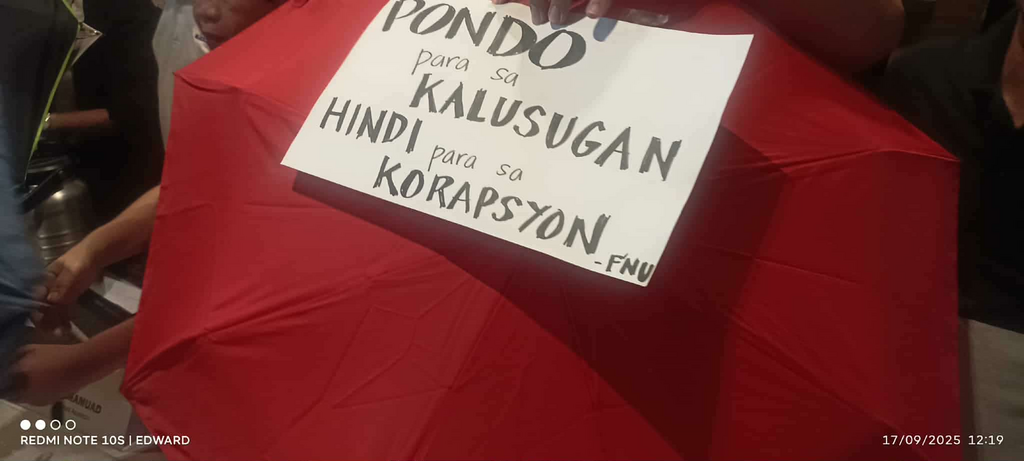 PONDO
para sa
KALUSUGAN
HINDI para sa
KORAPSYON
-FNU
REDMI NOTE 10S | EDWARD
17/09/2025 12:19